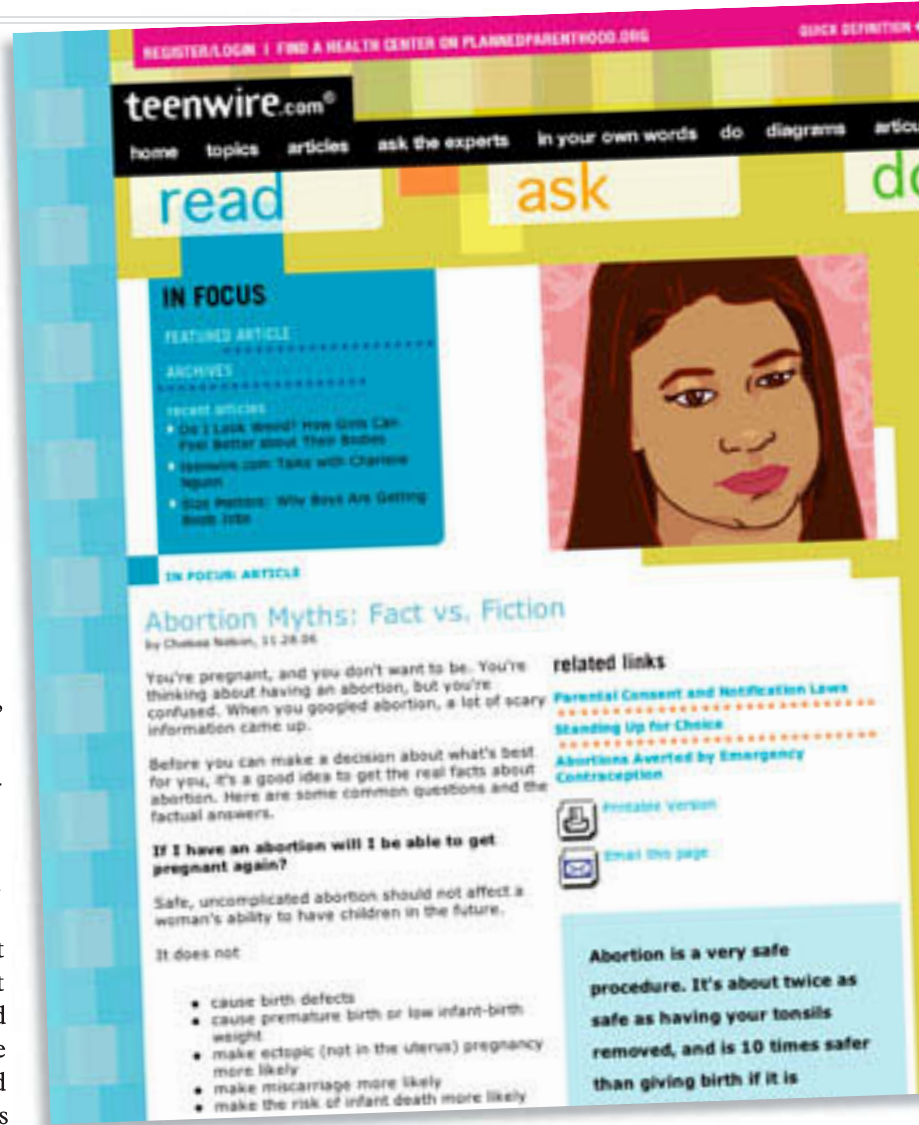 REGISTER/LOGIN I FIND A HEALTH CENTER ON PLANNEDPARENTHOOD.ORG
QUICK DEFINITION
teenwire.com®
home topics articles ask the experts in your own words do diagrams
read ask do
IN FOCUS
FEATURED ARTICLE
ARCHIVES
recent articles
Do I Look Weird? How Girls Can
Feel Better about Their Bodies
teenwire.com Talks with Charlene
Nguon
Size Matters: Why Boys Are Getting
Boob Jobs
IN FOCUS: ARTICLE
Abortion Myths: Fact vs. Fiction
by Chelsea Nelson, 11.28.06
You're pregnant, and you don't want to be. You're
thinking about having an abortion, but you're
confused. When you googled abortion, a lot of scary
information came up.
Before you can make a decision about what's best
for you, it's a good idea to get the real facts about
abortion. Here are some common questions and the
factual answers.
If I have an abortion will I be able to get
pregnant again?
Safe, uncomplicated abortion should not affect a
woman's ability to have children in the future.
It does not
cause birth defects
cause premature birth or low infant-birth
weight
make ectopic (not in the uterus) pregnancy
more likely
make miscarriage more likely
make the risk of infant death more likely
related links
Parental Consent and Notification Laws
Standing Up for Choice
Abortions Averted by Emergency
Contraception
Printable Version
Email this page
Abortion is a very safe
procedure. It's about twice as
safe as having your tonsils
removed, and is 10 times safer
than giving birth if it is